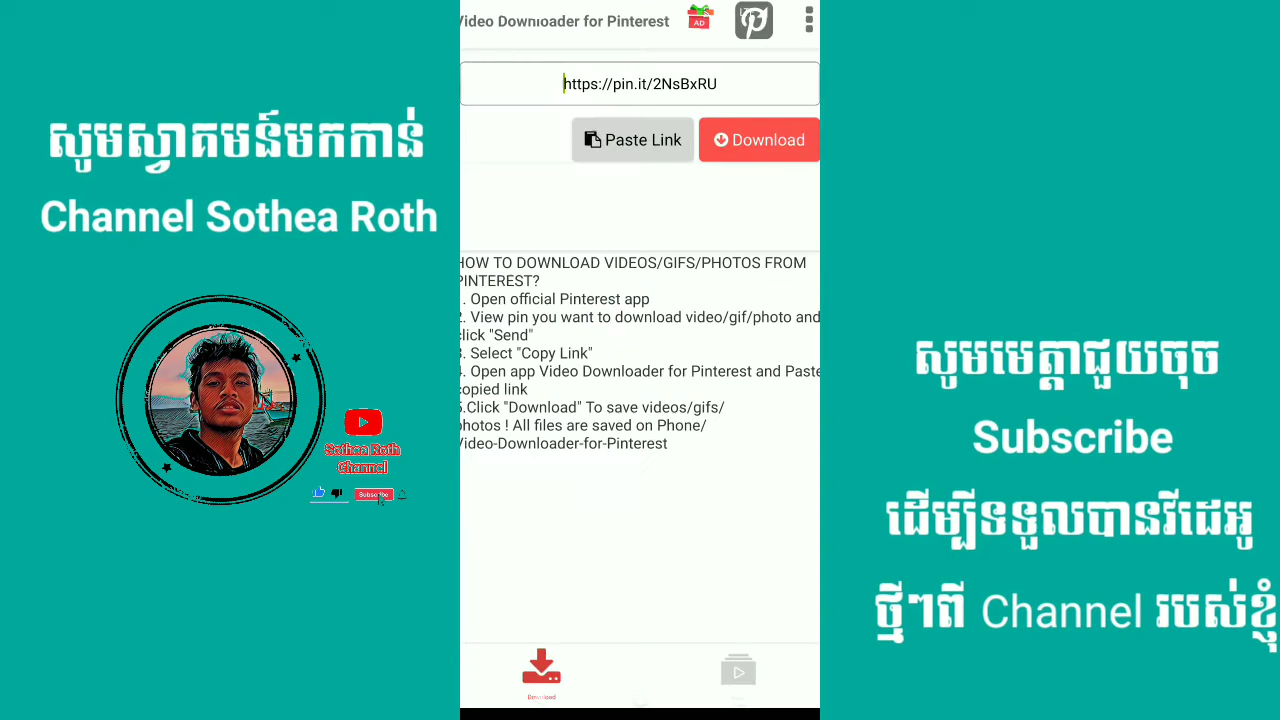 សូមស្វាគមន៍មកកាន់
Channel Sothea Roth
Sothea Roth
Channel
Subscribe
Video Downloader for Pinterest
AD
https://pin.it/2NsBxRU
Paste Link
Download
HOW TO DOWNLOAD VIDEOS/GIFS/PHOTOS FROM
PINTEREST?
1. Open official Pinterest app
2. View pin you want to download video/gif/photo and
click "Send"
3. Select "Copy Link"
4. Open app Video Downloader for Pinterest and Paste
copied link
5.Click "Download" To save videos/gifs/
photos ! All files are saved on Phone/
Video-Downloader-for-Pinterest
Download
សូមមេត្តាជួយចុច
Subscribe
ដើម្បីទទួលបានវីដេអូ
ថ្មីៗពី Channel របស់ខ្ញុំ